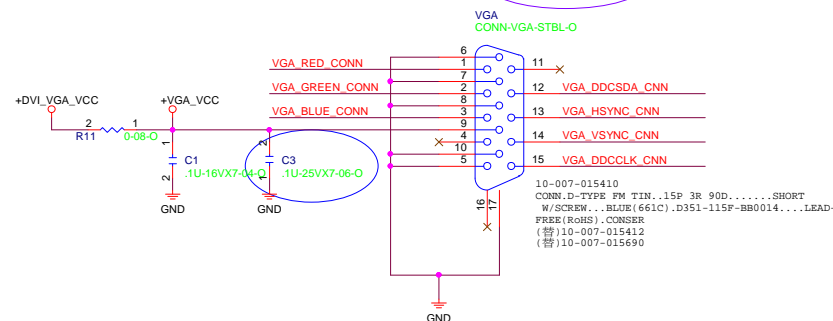 VGA
CONN-VGA-STBL-O
6
VGA_RED_CONN 1
11
7
VGA_GREEN_CONN 2
12 VGA_DDCSDA_CNN
8
+DVI_VGA_VCC
+VGA_VCC
VGA_BLUE_CONN 3
13 VGA_HSYNC_CNN
9
2 1
R11
0-08-O
4
14 VGA_VSYNC_CNN
10
1
2
C1
.1U-16VX7-04-O
2
1
C3
.1U-25VX7-06-O
5
15 VGA_DDCCLK_CNN
GND
GND
16
17
10-007-015410
CONN.D-TYPE FM TIN..15P 3R 90D.......SHORT
W/SCREW...BLUE(661C).D351-115F-BB0014....LEAD-
FREE(RoHS).CONSER
(替)10-007-015412
(替)10-007-015690
GND